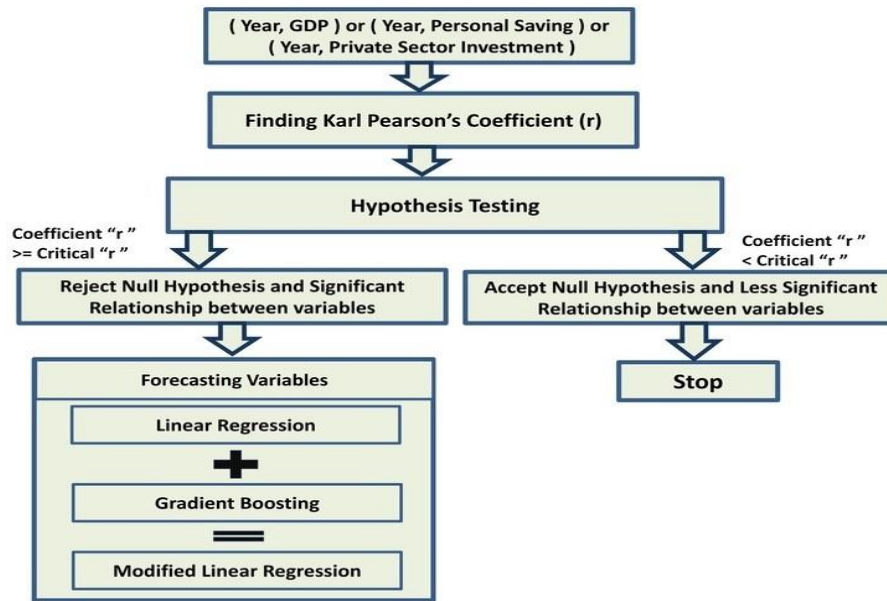 ( Year, GDP ) or ( Year, Personal Saving ) or
( Year, Private Sector Investment )
Finding Karl Pearson's Coefficient (r)
Hypothesis Testing
Coefficient "r "
>= Critical "r "
Coefficient "r "
< Critical "r "
Reject Null Hypothesis and Significant
Relationship between variables
Accept Null Hypothesis and Less Significant
Relationship between variables
Forecasting Variables
Stop
Linear Regression
+
Gradient Boosting
=
Modified Linear Regression